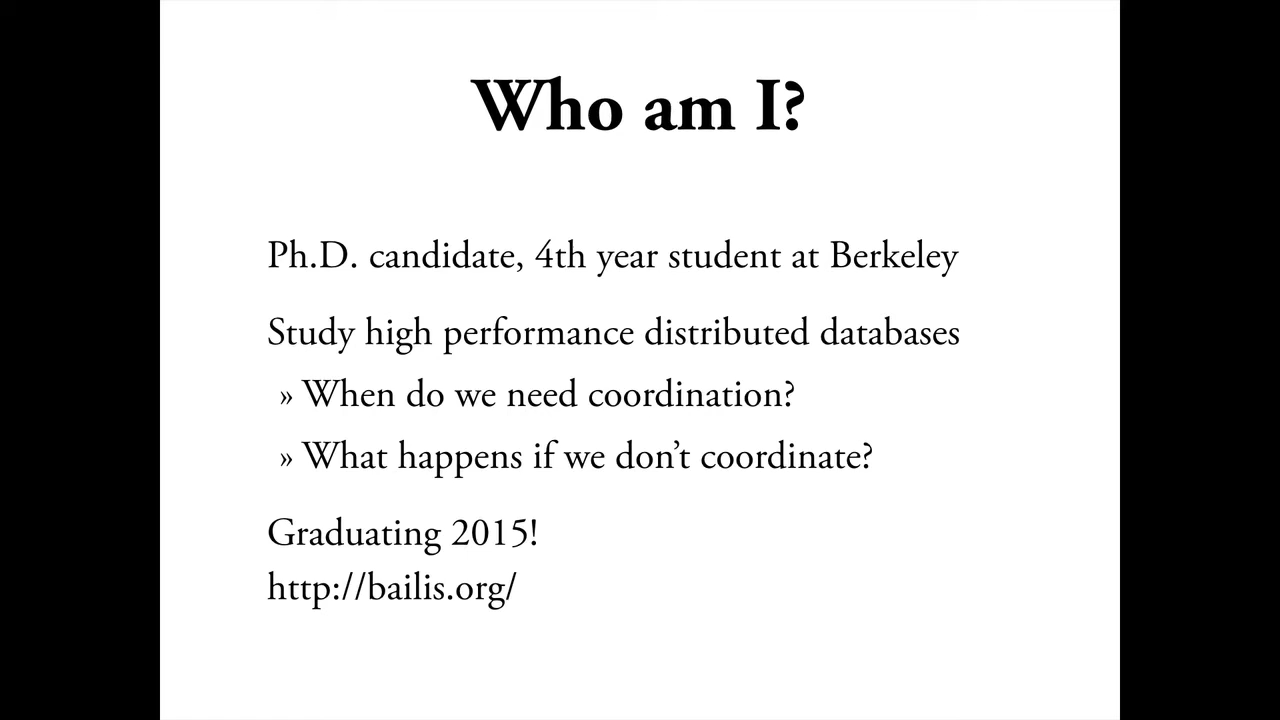 Who am I?
Ph.D. candidate, 4th year student at Berkeley
Study high performance distributed databases
» When do we need coordination?
» What happens if we don’t coordinate?
Graduating 2015!
http://bailis.org/